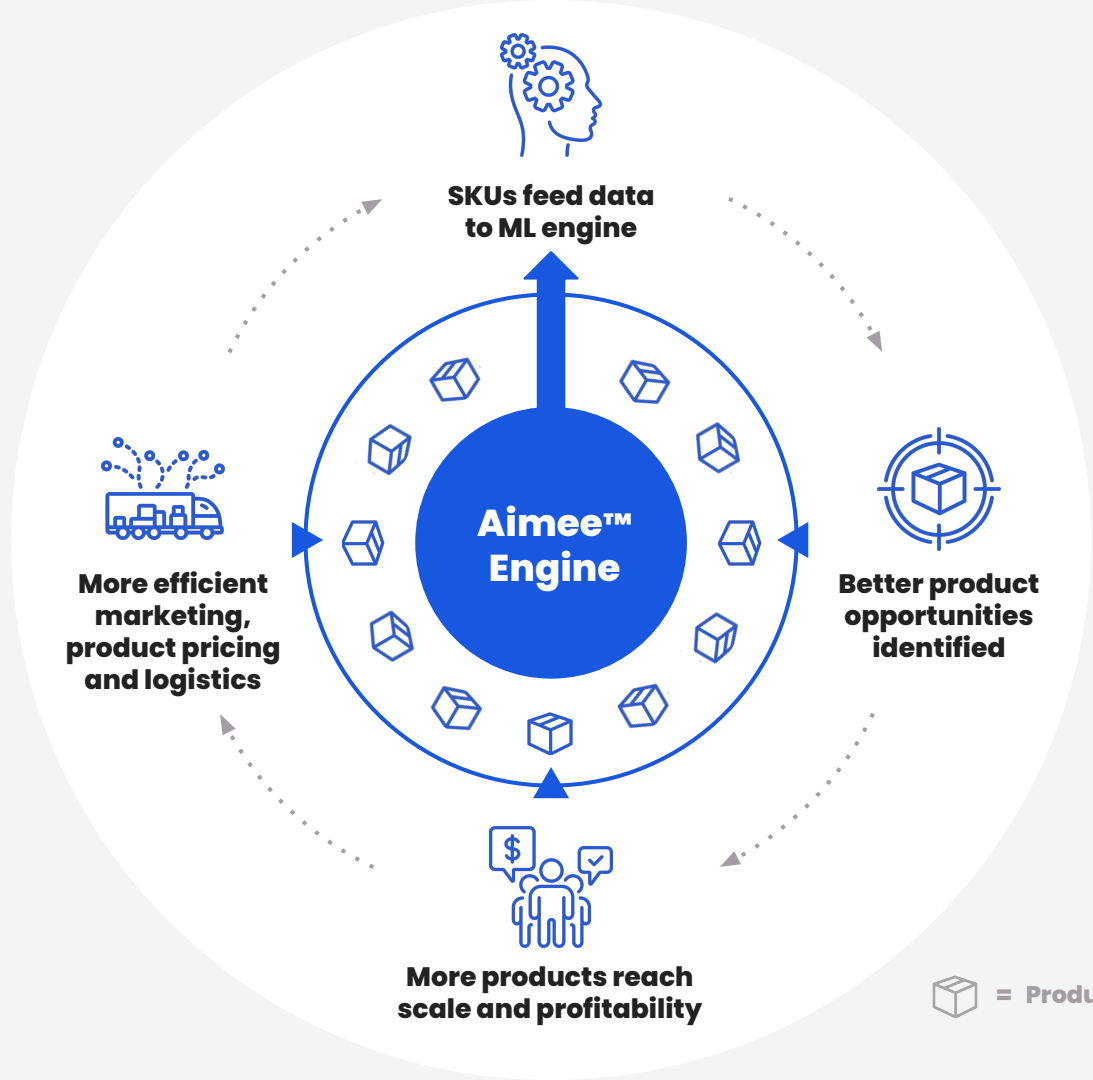 SKUs feed data
to ML engine
Aimee™
Engine
More efficient
marketing,
product pricing
and logistics
Better product
opportunities
identified
$
More products reach
scale and profitability
= Produ